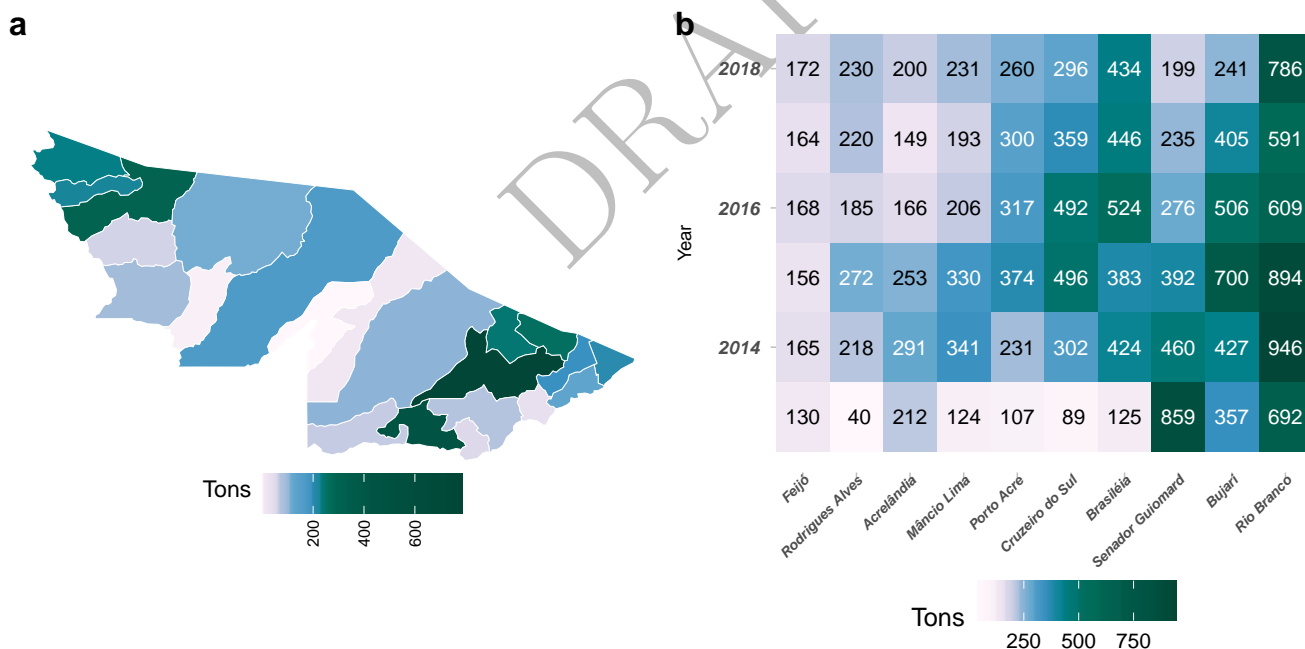 a
Tons
200
400
600
DRA
b
Year
2018 172 230 200 231 260 296 434 199 241 786
164 220 149 193 300 359 446 235 405 591
2016 168 185 166 206 317 492 524 276 506 609
156 272 253 330 374 496 383 392 700 894
2014 165 218 291 341 231 302 424 460 427 946
130 40 212 124 107 89 125 859 357 692
Feijó
Rodrigues Alves
Acrelândia
Mâncio Lima
Porto Acré
Cruzeiro do Sul
Brasiléia
Senador Guiomard
Bujari
Rio Brancó
Tons
250 500 750